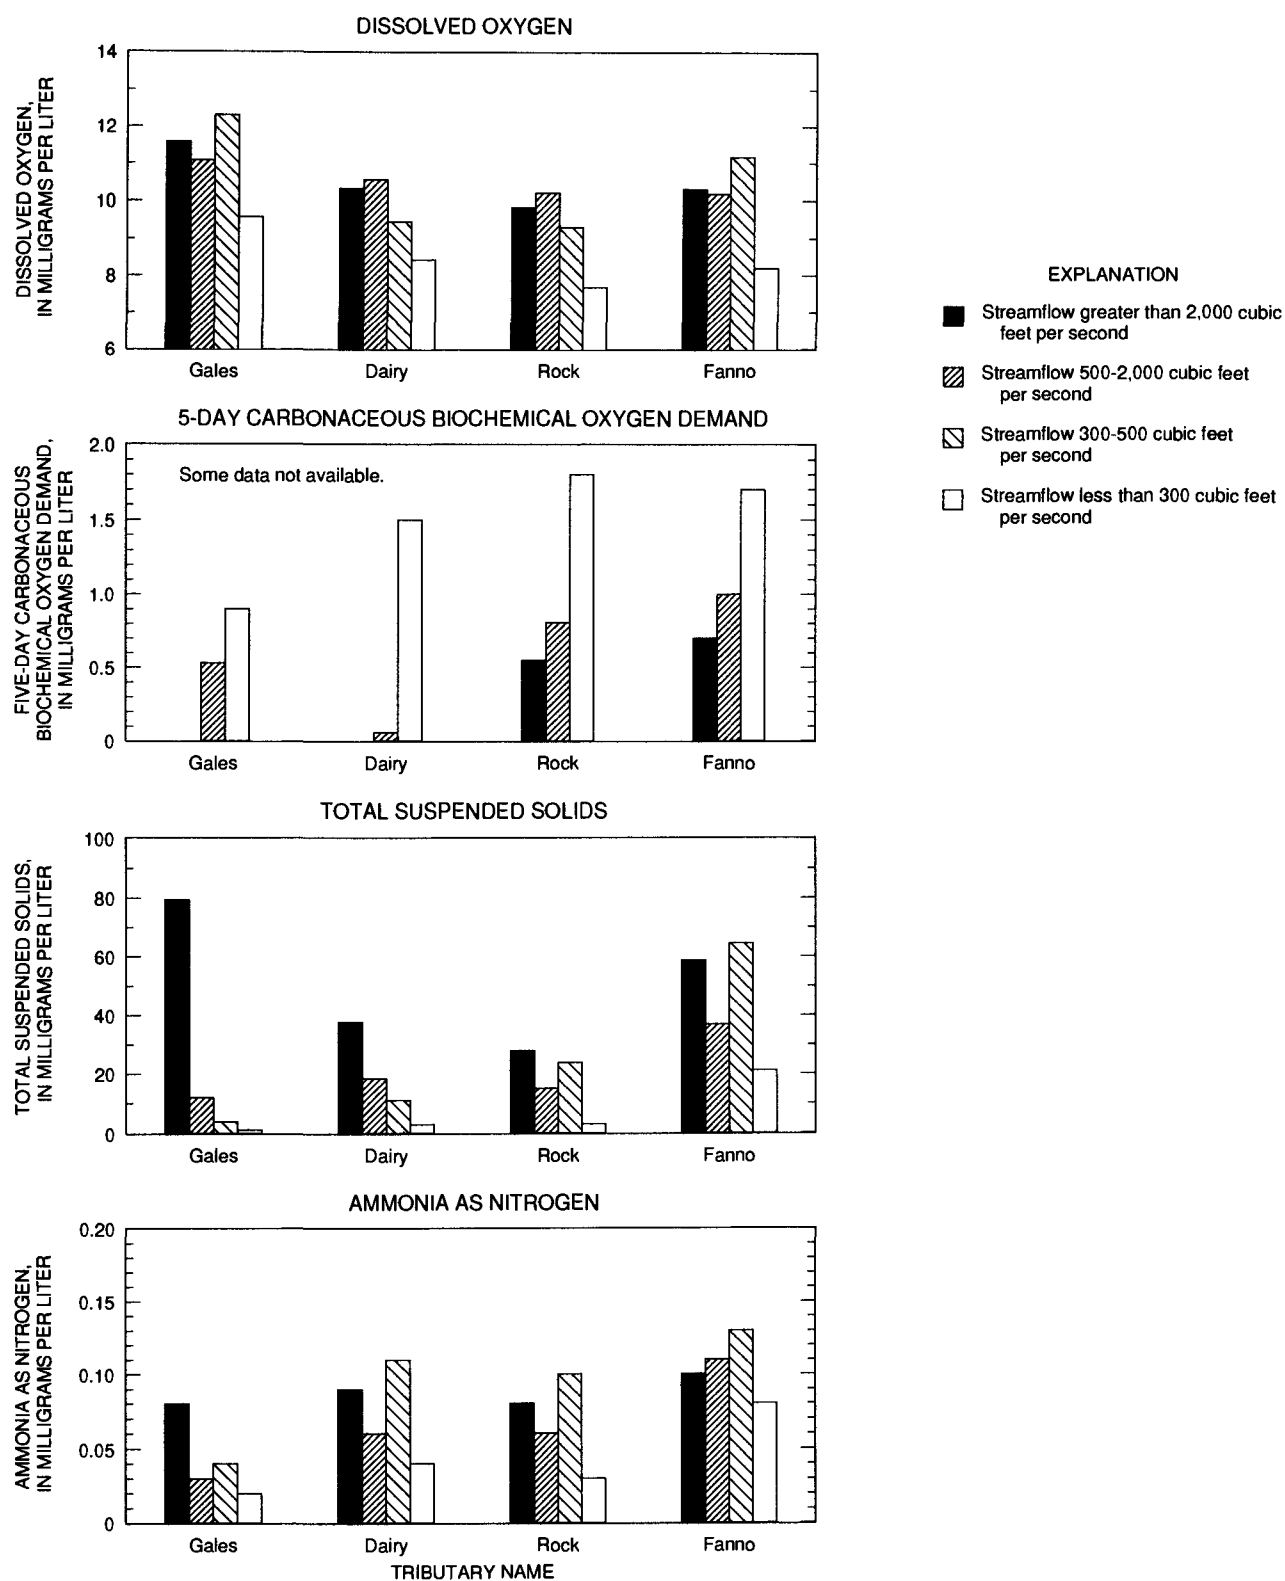 DISSOLVED OXYGEN
DISSOLVED OXYGEN,
IN MILLIGRAMS PER LITER
14
12
10
8
6
Gales Dairy Rock Fanno
EXPLANATION
Streamflow greater than 2,000 cubic
feet per second
Streamflow 500-2,000 cubic feet
per second
Streamflow 300-500 cubic feet
per second
Streamflow less than 300 cubic feet
per second
5-DAY CARBONACEOUS BIOCHEMICAL OXYGEN DEMAND
FIVE-DAY CARBONACEOUS
BIOCHEMICAL OXYGEN DEMAND,
IN MILLIGRAMS PER LITER
2.0
Some data not available.
1.5
1.0
0.5
0
Gales Dairy Rock Fanno
TOTAL SUSPENDED SOLIDS
TOTAL SUSPENDED SOLIDS,
IN MILLIGRAMS PER LITER
100
80
60
40
20
0
Gales Dairy Rock Fanno
AMMONIA AS NITROGEN
AMMONIA AS NITROGEN,
IN MILLIGRAMS PER LITER
0.20
0.15
0.10
0.05
0
Gales Dairy Rock Fanno
TRIBUTARY NAME